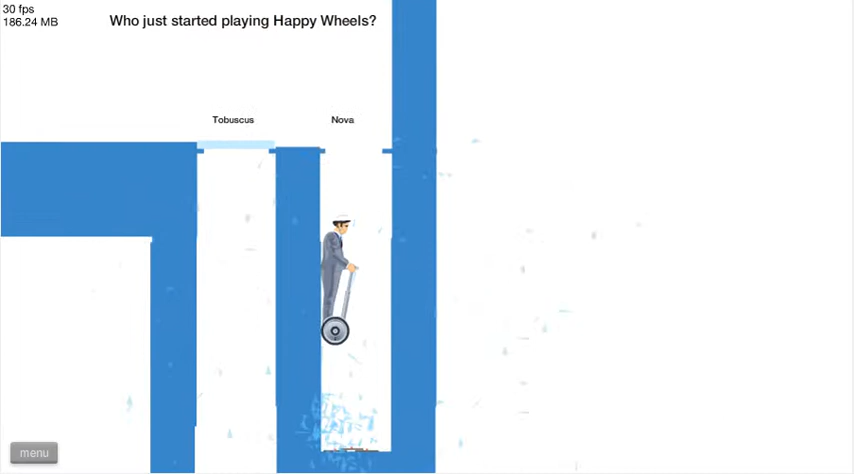 30 fps
186.24 MB
Who just started playing Happy Wheels?
Tobuscus
Nova
menu